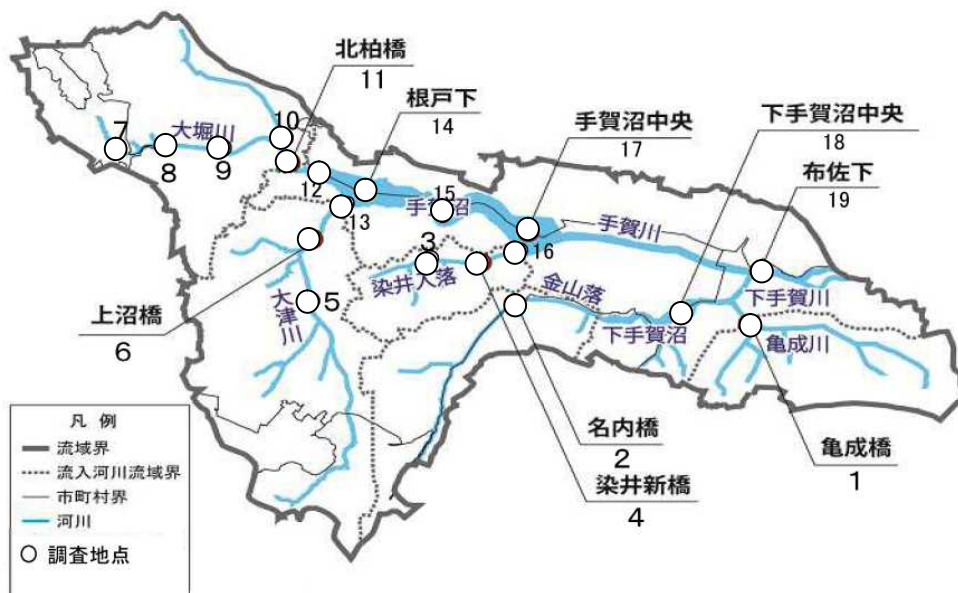 北柏橋
11
根戸下
14
手賀沼中央
17
下手賀沼中央
18
布佐下
19
10
7
大堀川
8
9
12
13
15
手賀沼
手賀川
16
3
染井入落
金山落
下手賀川
下手賀沼
亀成川
上沼橋
6
大津川
5
名内橋
2
染井新橋
4
亀成橋
1
凡 例
流域界
流入河川流域界
市町村界
河川
調査地点